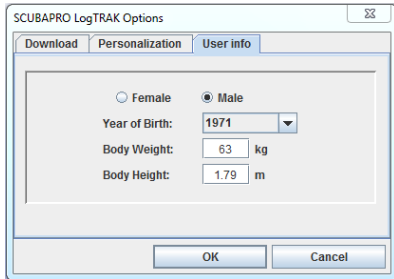 SCUBAPRO LogTRAK Options
Download Personalization User info
Female Male
Year of Birth: 1971
Body Weight: 63 kg
Body Height: 1.79 m
OK Cancel